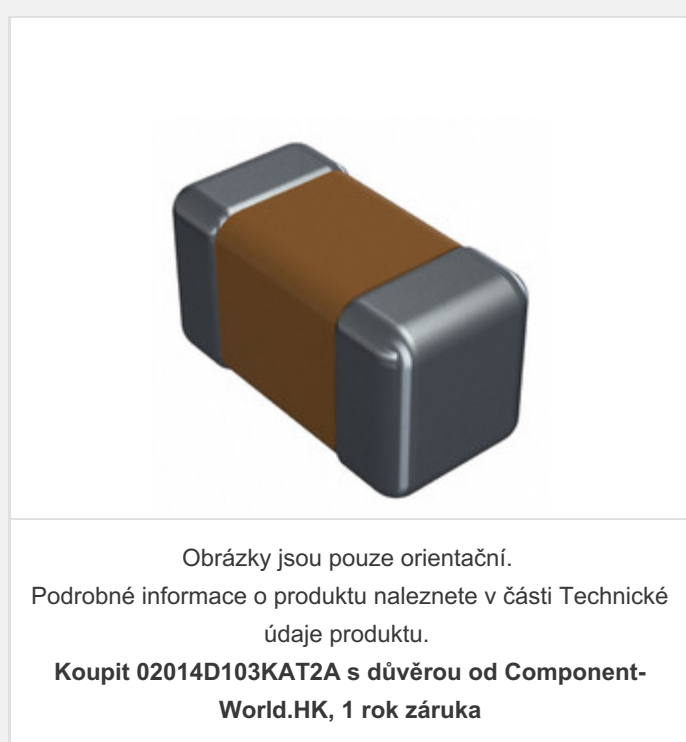 Obrázky jsou pouze orientační.
Podrobné informace o produktu naleznete v části Technické
údaje produktu.
Koupit 02014D103KAT2A s důvěrou od Component-
World.HK, 1 rok záruka